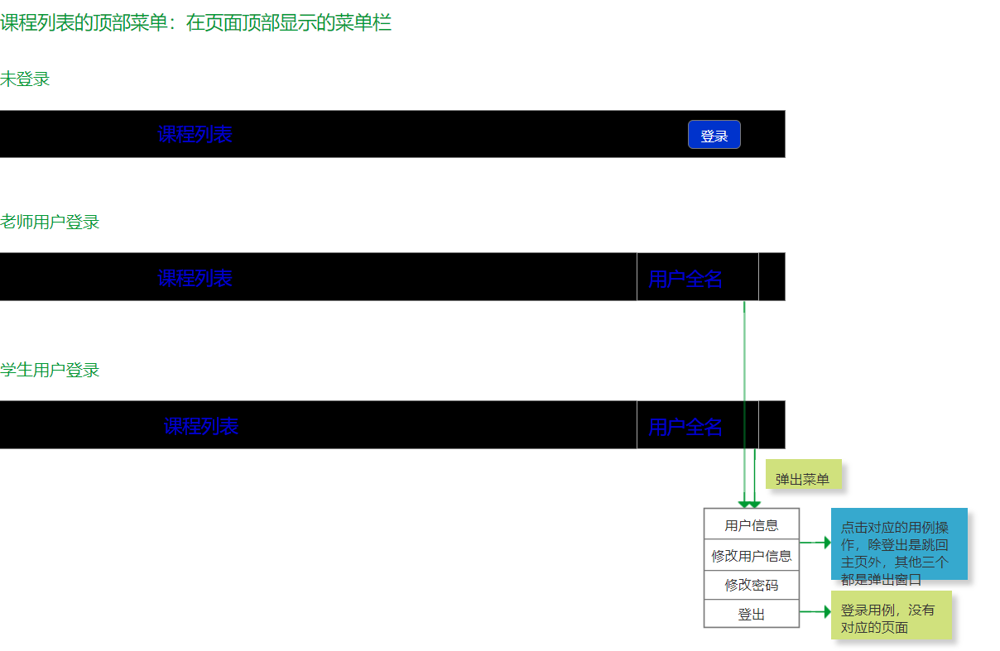 课程列表的顶部菜单：在页面顶部显示的菜单栏
未登录
课程列表
登录
老师用户登录
课程列表
用户全名
学生用户登录
课程列表
用户全名
弹出菜单
用户信息
修改用户信息
修改密码
登出
点击对应的用例操
作，除登出是跳回
主页外，其他三个
都是弹出窗口
登录用例，没有
对应的页面